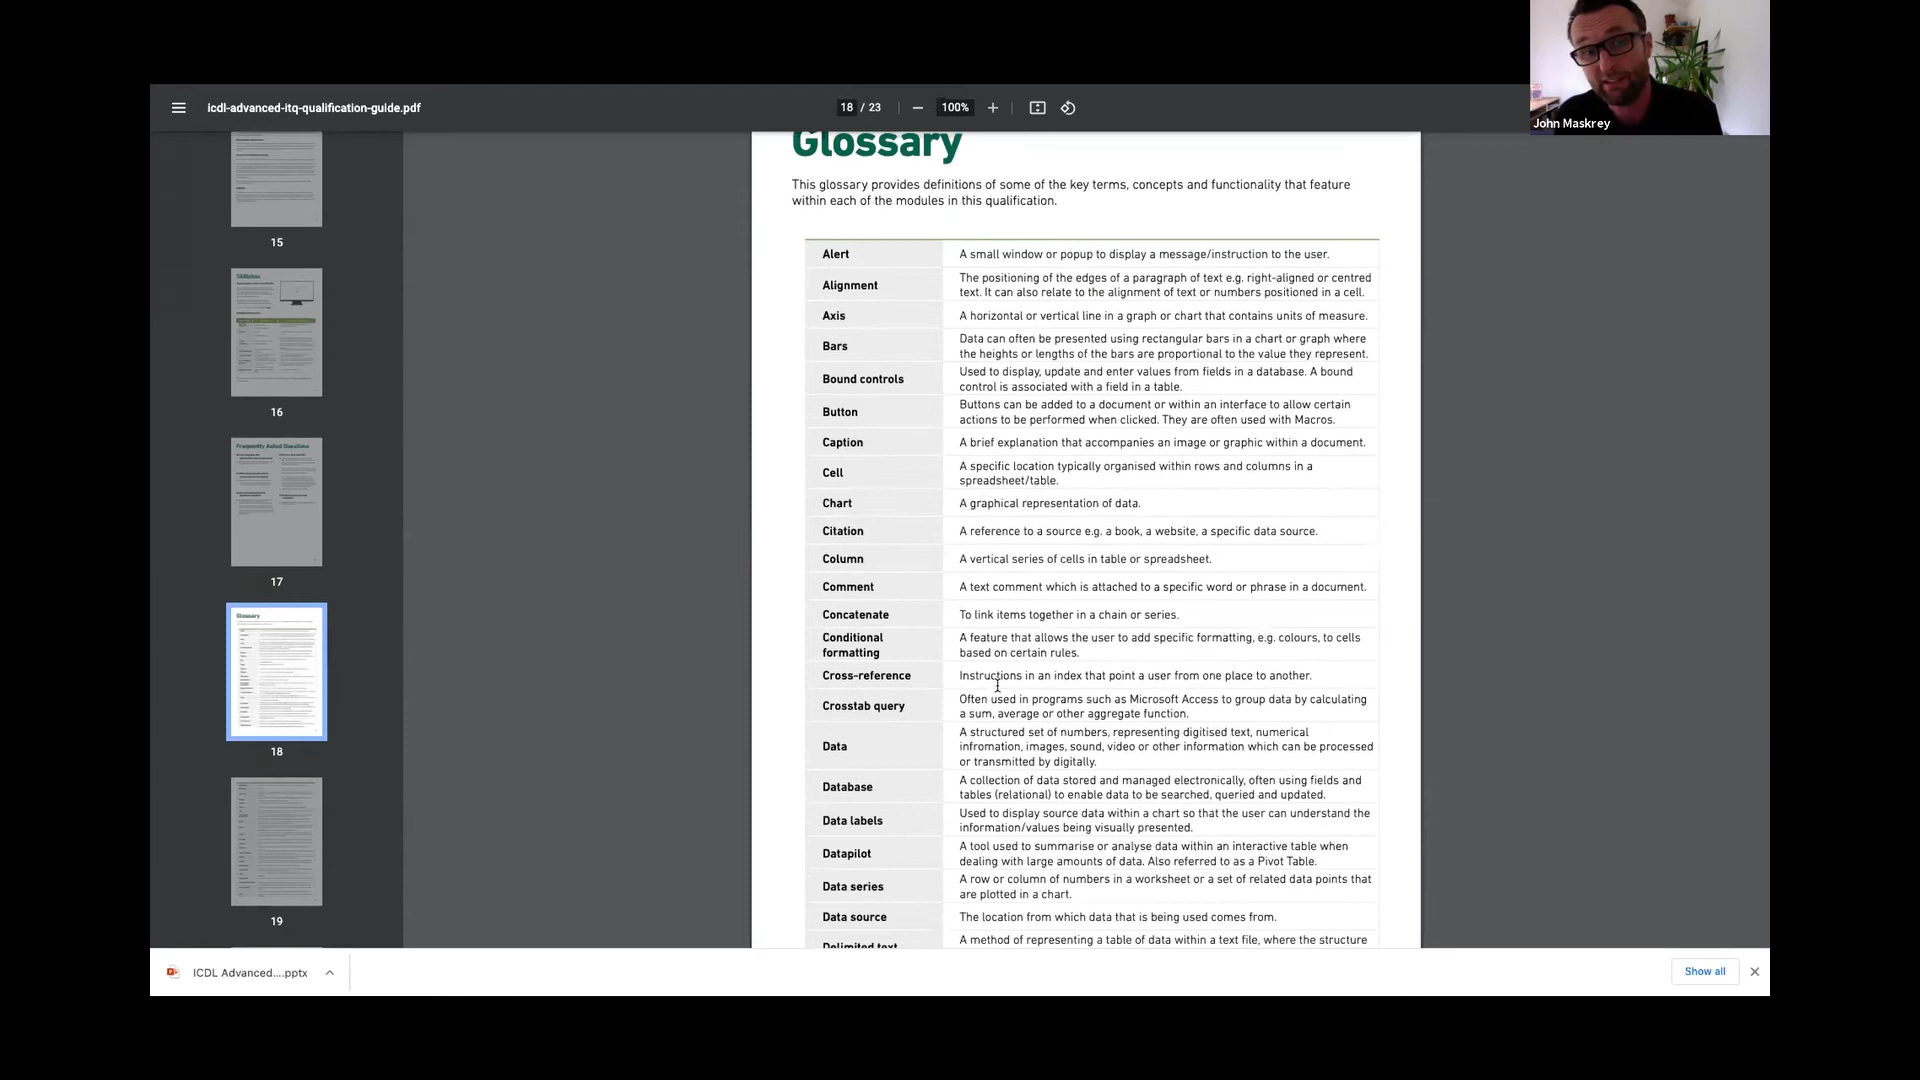 John Maskrey
icdl-advanced-itq-qualification-guide.pdf
18 / 23
100%
15
16
Frequently Asked Questions
17
Glossary
18
19
Glossary
This glossary provides definitions of some of the key terms, concepts and functionality that feature
within each of the modules in this qualification.
Alert
A small window or popup to display a message/instruction to the user.
Alignment
The positioning of the edges of a paragraph of text e.g. right-aligned or centred
text. It can also relate to the alignment of text or numbers positioned in a cell.
Axis
A horizontal or vertical line in a graph or chart that contains units of measure.
Bars
Data can often be presented using rectangular bars in a chart or graph where
the heights or lengths of the bars are proportional to the value they represent.
Bound controls
Used to display, update and enter values from fields in a database. A bound
control is associated with a field in a table.
Button
Buttons can be added to a document or within an interface to allow certain
actions to be performed when clicked. They are often used with Macros.
Caption
A brief explanation that accompanies an image or graphic within a document.
Cell
A specific location typically organised within rows and columns in a
spreadsheet/table.
Chart
A graphical representation of data.
Citation
A reference to a source e.g. a book, a website, a specific data source.
Column
A vertical series of cells in table or spreadsheet.
Comment
A text comment which is attached to a specific word or phrase in a document.
Concatenate
To link items together in a chain or series.
Conditional
formatting
A feature that allows the user to add specific formatting, e.g. colours, to cells
based on certain rules.
Cross-reference
Instructions in an index that point a user from one place to another.
Crosstab query
Often used in programs such as Microsoft Access to group data by calculating
a sum, average or other aggregate function.
Data
A structured set of numbers, representing digitised text, numerical
infromation, images, sound, video or other information which can be processed
or transmitted by digitally.
Database
A collection of data stored and managed electronically, often using fields and
tables (relational) to enable data to be searched, queried and updated.
Data labels
Used to display source data within a chart so that the user can understand the
information/values being visually presented.
Datapilot
A tool used to summarise or analyse data within an interactive table when
dealing with large amounts of data. Also referred to as a Pivot Table.
Data series
A row or column of numbers in a worksheet or a set of related data points that
are plotted in a chart.
Data source
The location from which data that is being used comes from.
Delimited text
A method of representing a table of data within a text file, where the structure
ICDL Advanced....pptx
Show all